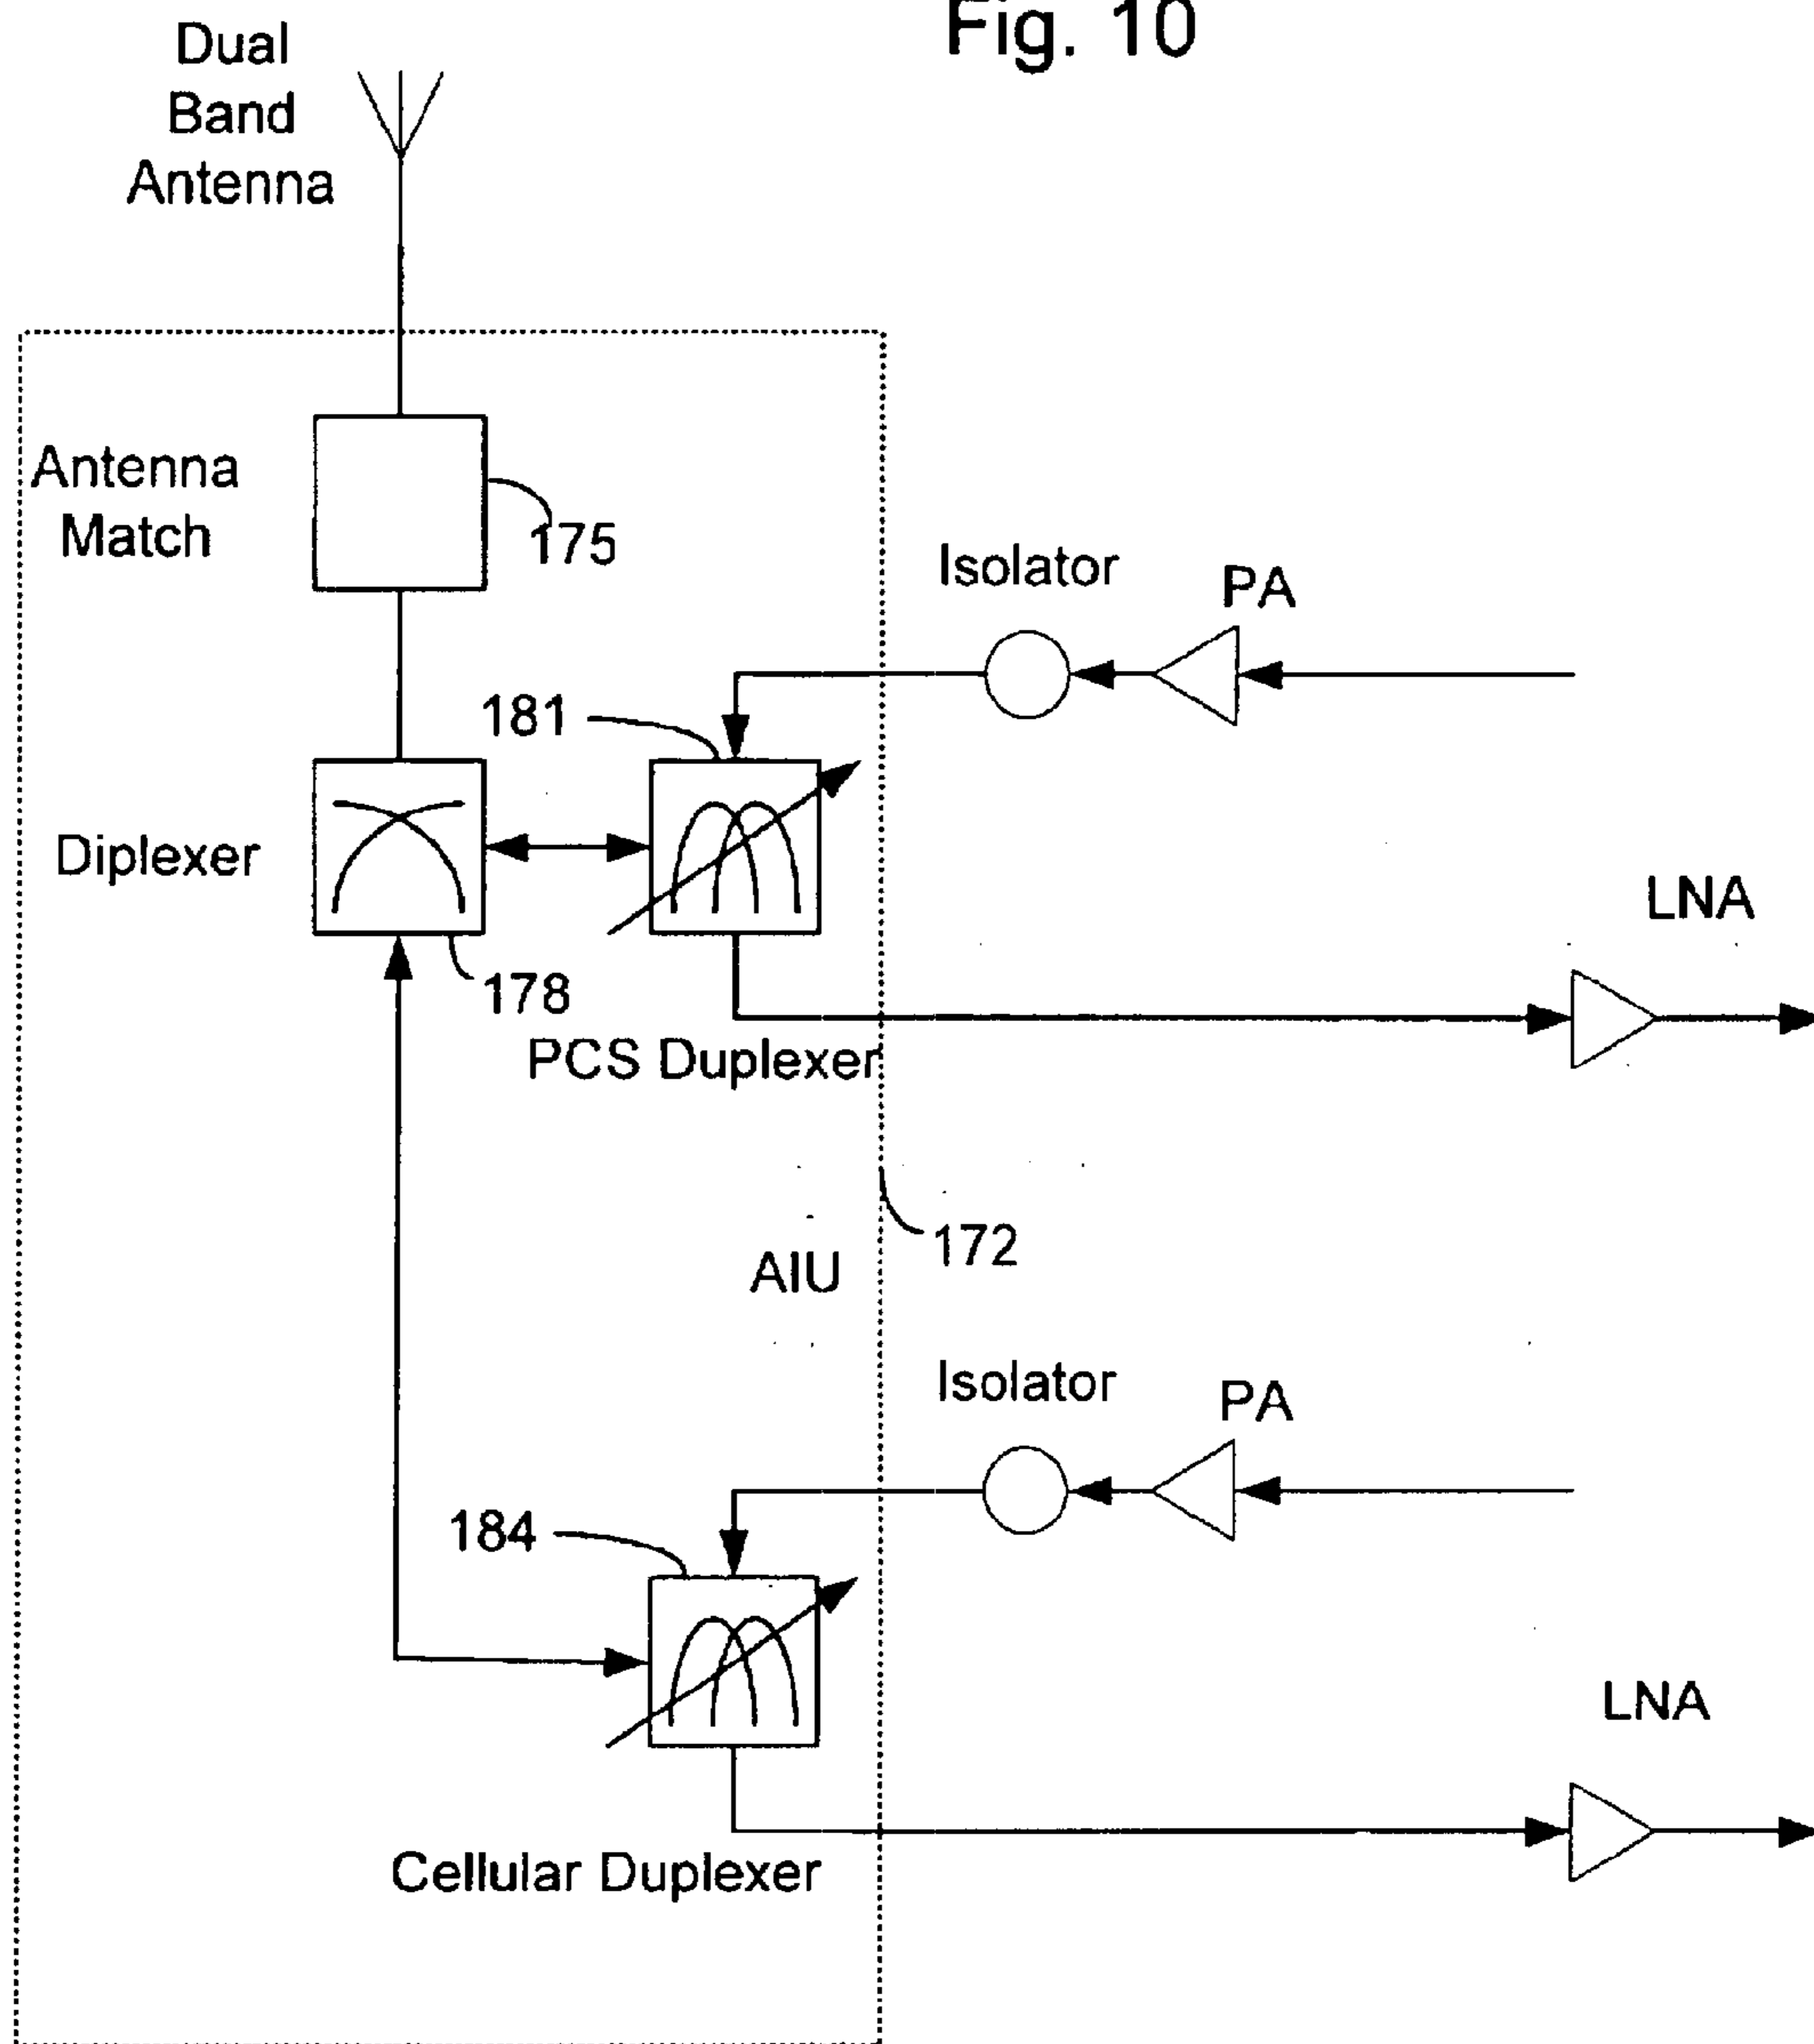 Fig. 10
Dual
Band
Antenna
Antenna
Match
175
Isolator
PA
181
Diplexer
LNA
178
PCS Duplexer
172
AIU
Isolator
PA
184
LNA
Cellular Duplexer